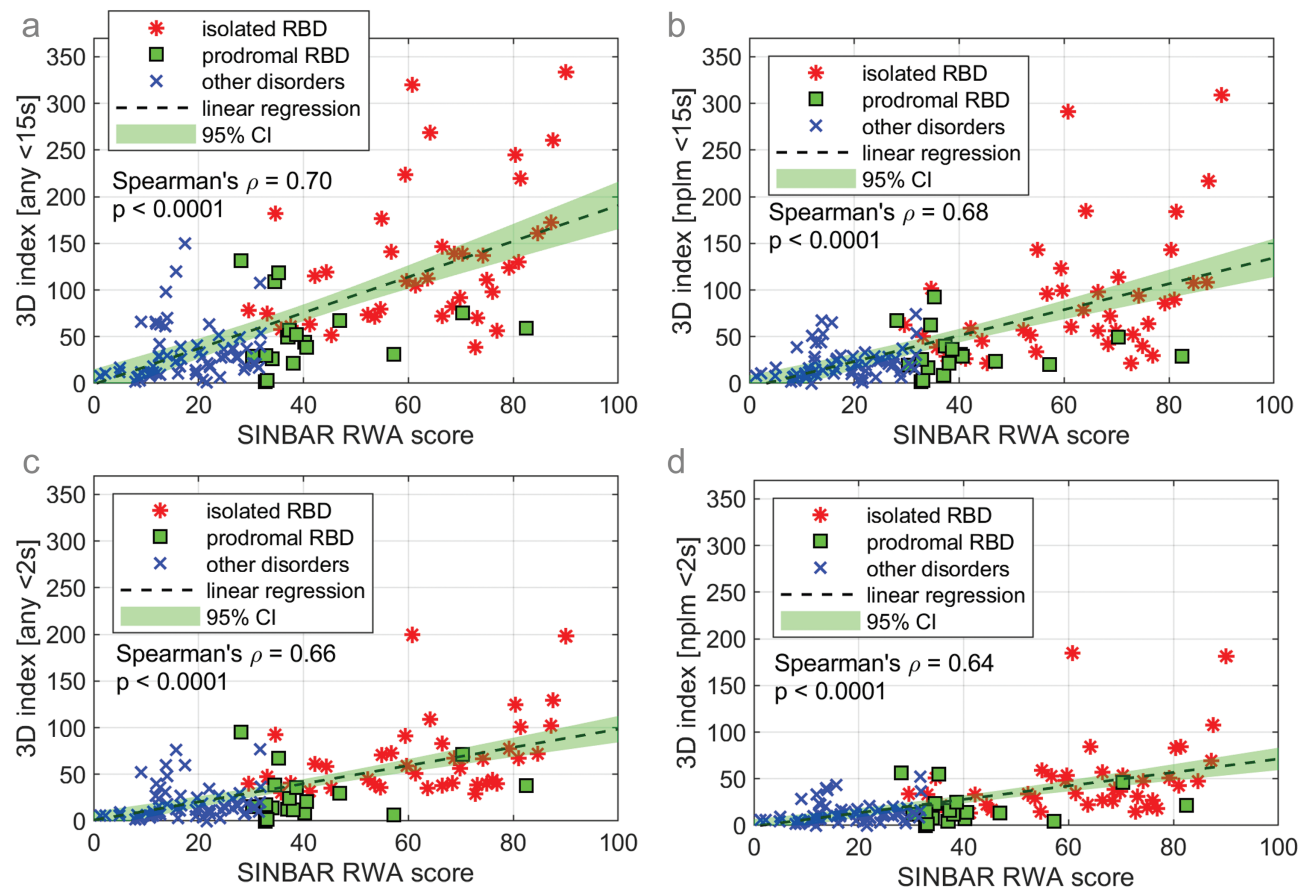 a
isolated RBD
prodromal RBD
other disorders
linear regression
95% CI
Spearman's ρ = 0.70
p < 0.0001
350
300
250
200
150
100
50
0
3D index [any <15s]
0 20 40 60 80 100
SINBAR RWA score
b
isolated RBD
prodromal RBD
other disorders
linear regression
95% CI
Spearman's ρ = 0.68
p < 0.0001
350
300
250
200
150
100
50
0
3D index [nplm <15s]
0 20 40 60 80 100
SINBAR RWA score
c
isolated RBD
prodromal RBD
other disorders
linear regression
95% CI
Spearman's ρ = 0.66
p < 0.0001
350
300
250
200
150
100
50
0
3D index [any <2s]
0 20 40 60 80 100
SINBAR RWA score
d
isolated RBD
prodromal RBD
other disorders
linear regression
95% CI
Spearman's ρ = 0.64
p < 0.0001
350
300
250
200
150
100
50
0
3D index [nplm <2s]
0 20 40 60 80 100
SINBAR RWA score